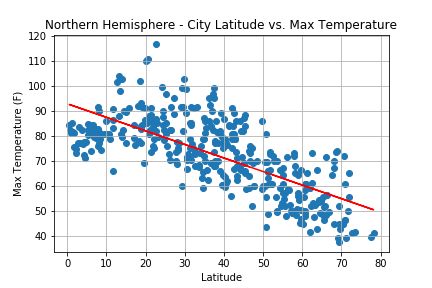 Northern Hemisphere - City Latitude vs. Max Temperature
120
110
100
90
80
70
60
50
40
Max Temperature (F)
0 10 20 30 40 50 60 70 80
Latitude